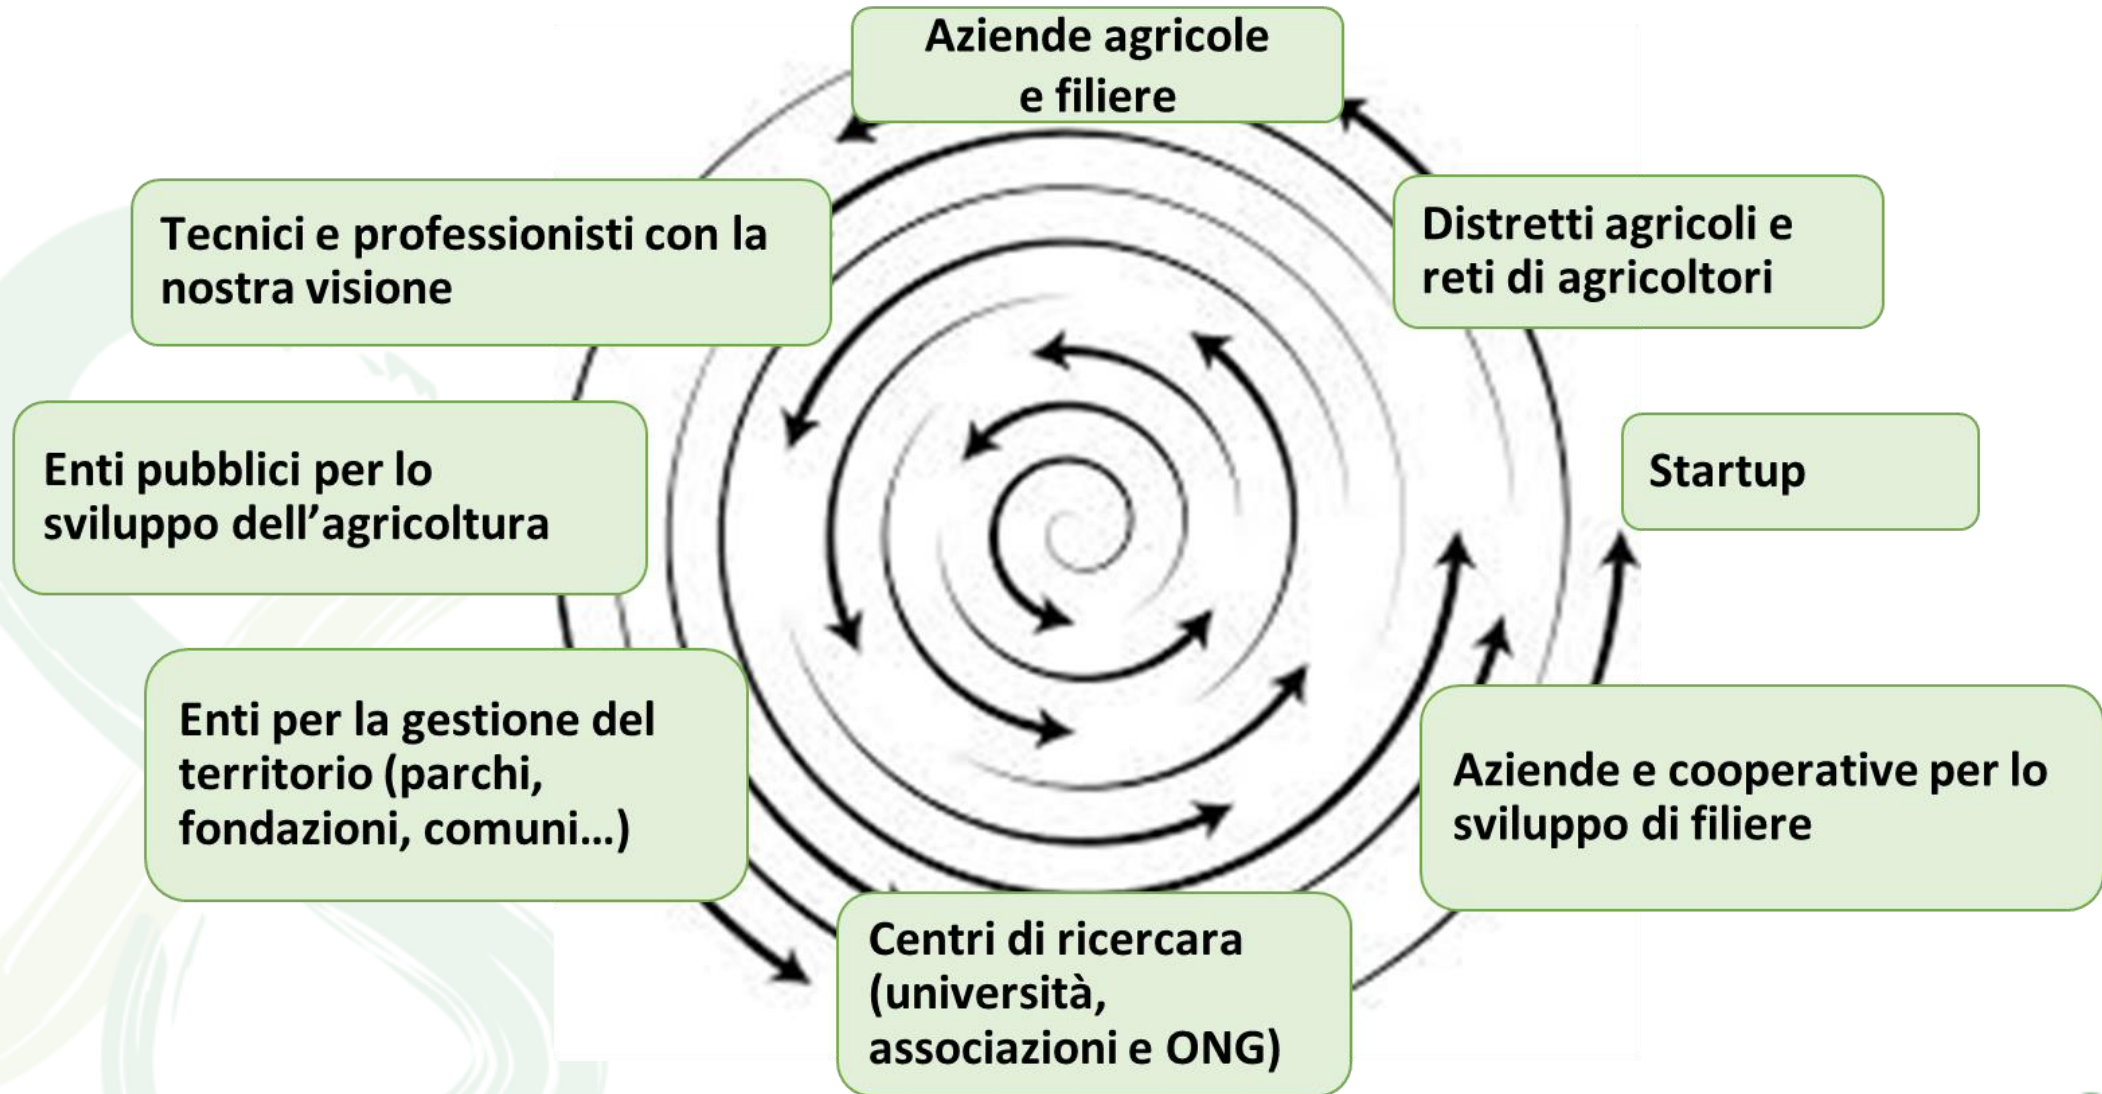 Aziende agricole
e filiere
Tecnici e professionisti con la
nostra visione
Distretti agricoli e
reti di agricoltori
Enti pubblici per lo
sviluppo dell’agricoltura
Startup
Enti per la gestione del
territorio (parchi,
fondazioni, comuni…)
Aziende e cooperative per lo
sviluppo di filiere
Centri di ricercara
(università,
associazioni e ONG)